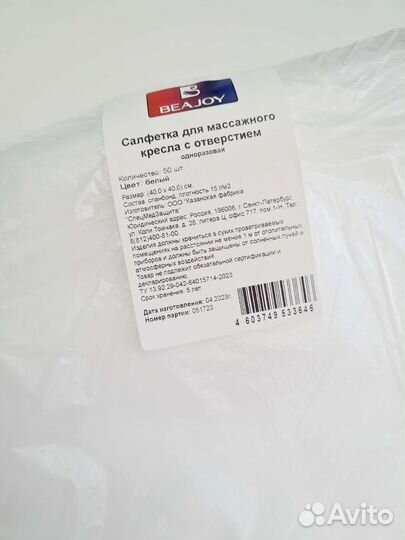 BEAJOY
Салфетка для массажного
кресла с отверстием
одноразовая
Количество: 50 шт
Цвет: белый
Размер: (40,0 х 40,0) см
Состав: спанбонд, плотность 15 г/м2
Изготовитель: ООО "Казанская фабрика
"СпецМедЗащита"
Юридический адрес: Россия, 196006, г. Санкт-Петербург,
ул. Коли Томчака, д. 28, литера Ц, офис 717, пом.1-Н. Тел.:
8(812)400-81-00.
Изделия должны храниться в сухих проветриваемых
помещениях на расстоянии не менее 1 м от отопительных
приборов и должны быть защищены от солнечных лучей и
атмосферных воздействий.
Товар не подлежит обязательной сертификации и
декларированию.
ТУ 13.92.29-042-64015714-2023
Срок хранения: 5 лет
Дата изготовления: 04.2023г.
Номер партии: 051723
4 603749 533646
Avito